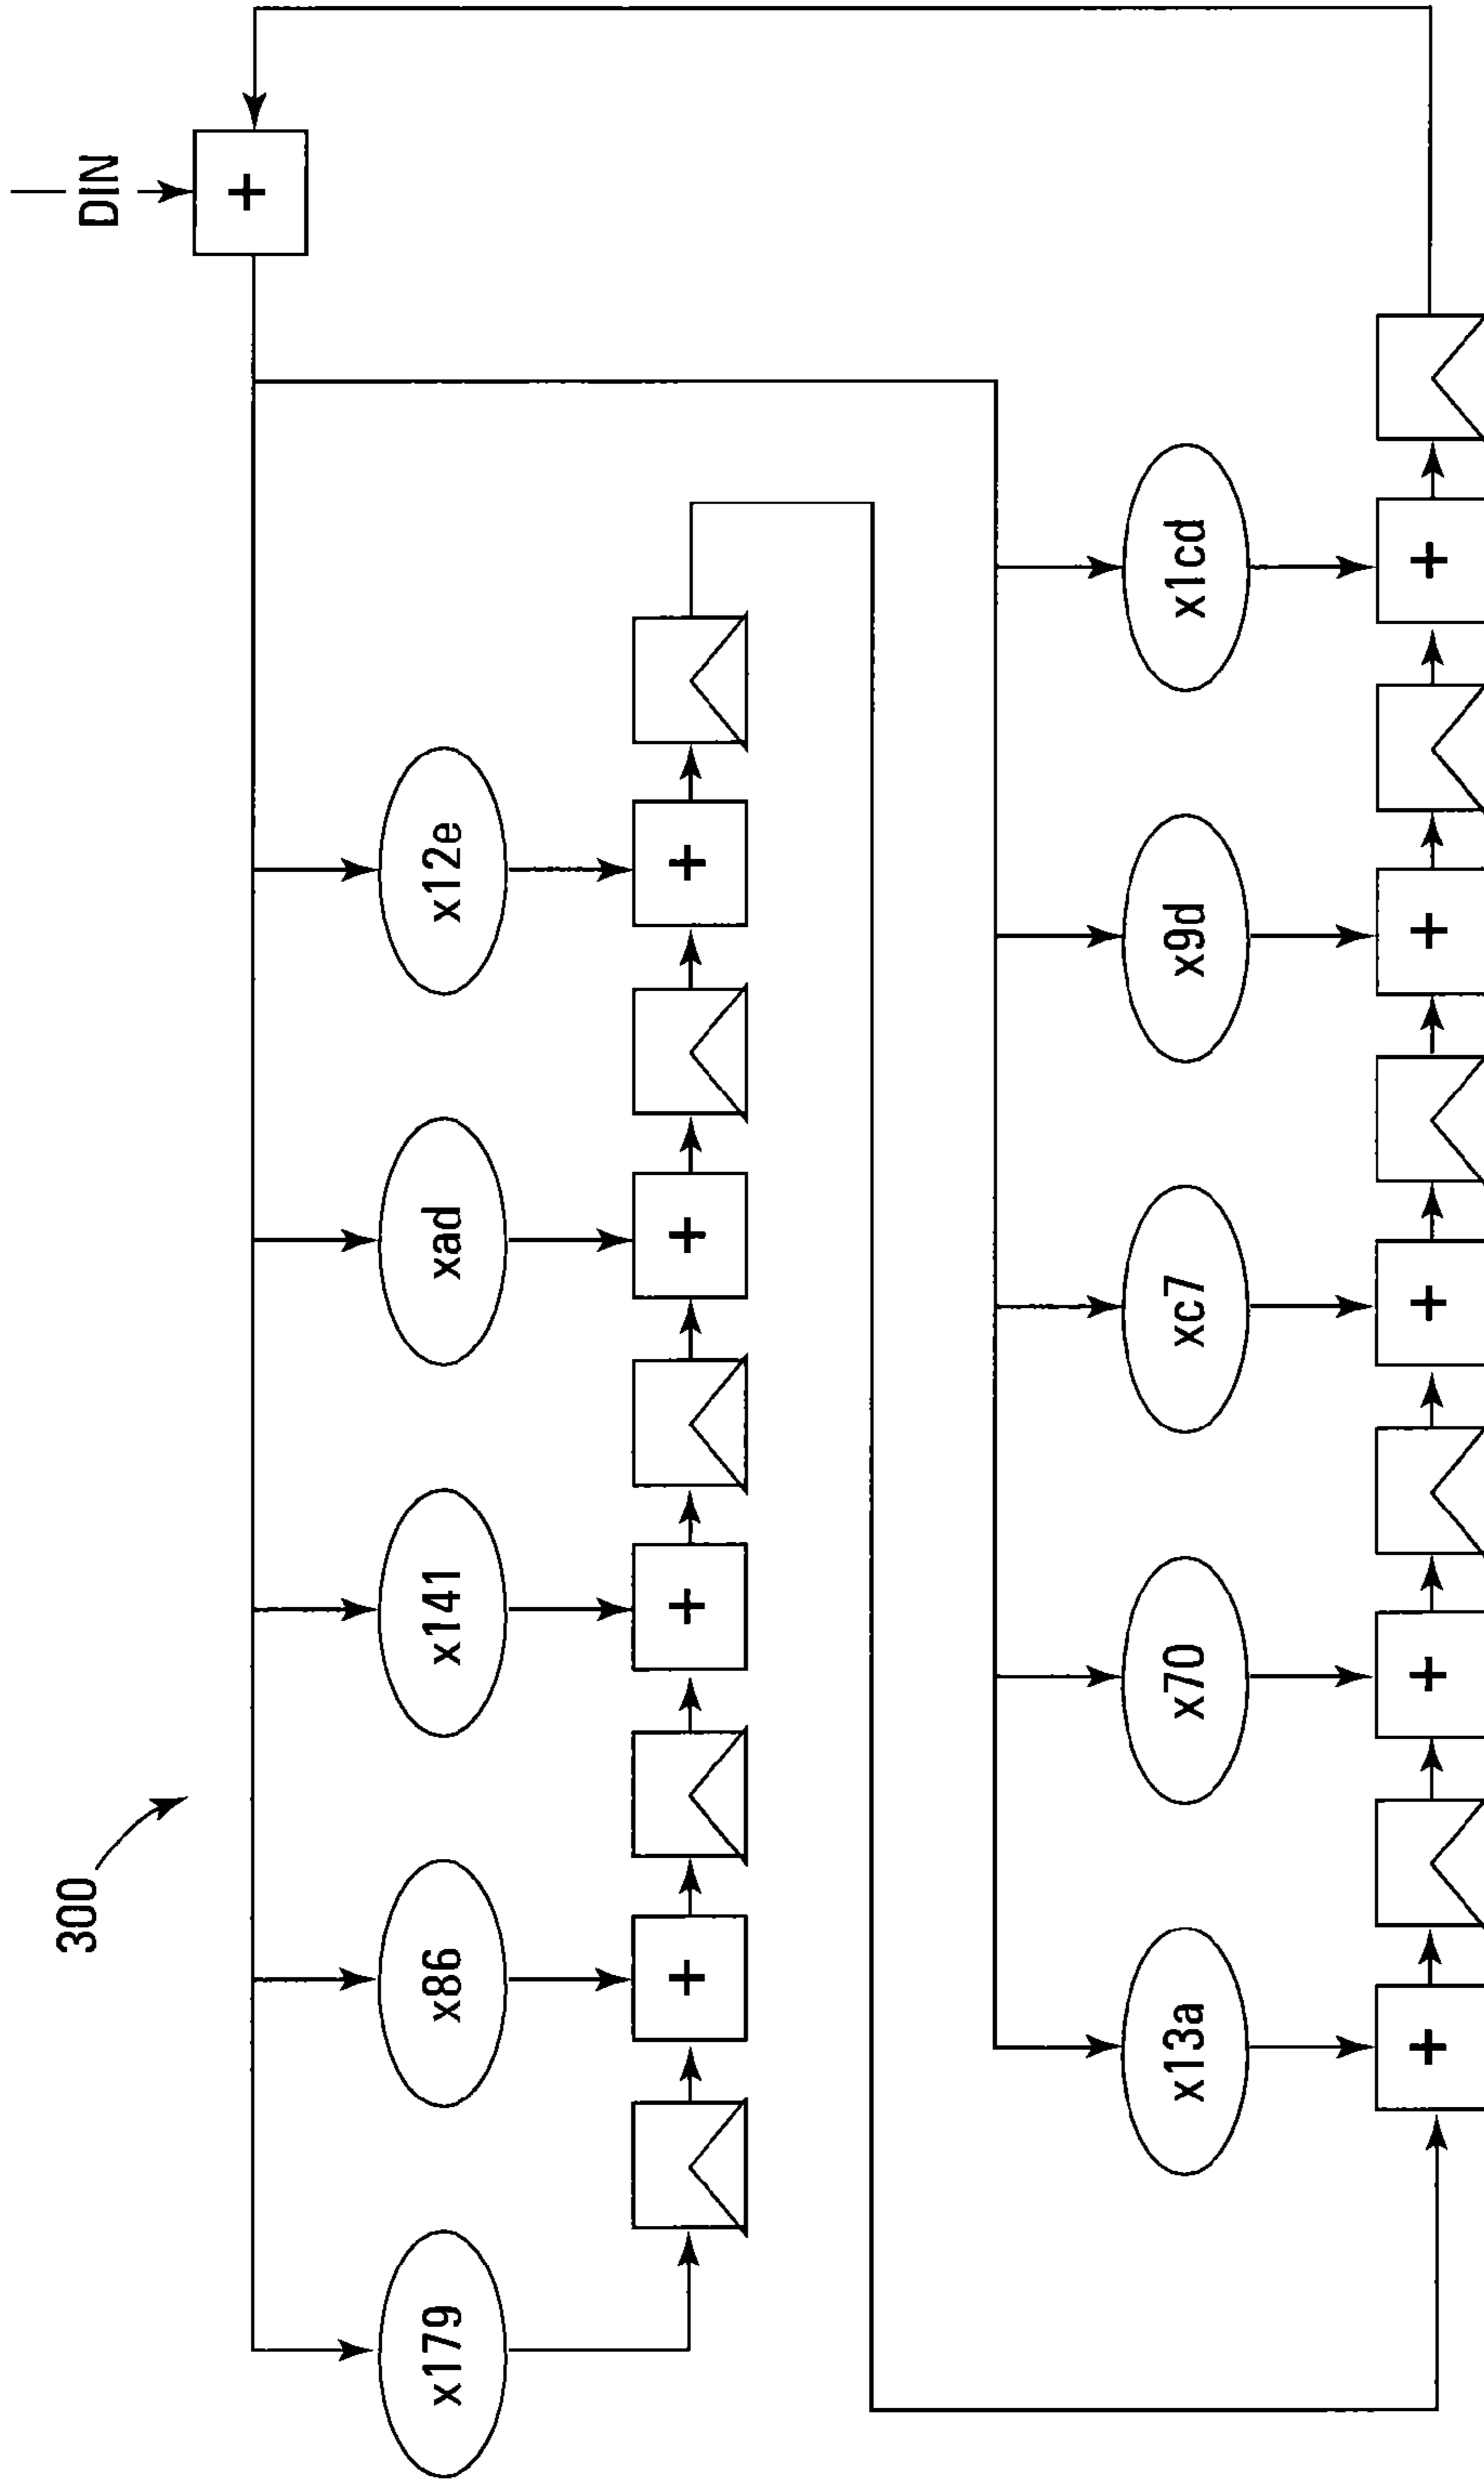 300
DIN
+
x179
x86
x141
xad
x12e
+
+
+
+
x13a
x70
xc7
x9d
x1cd
+
+
+
+
+